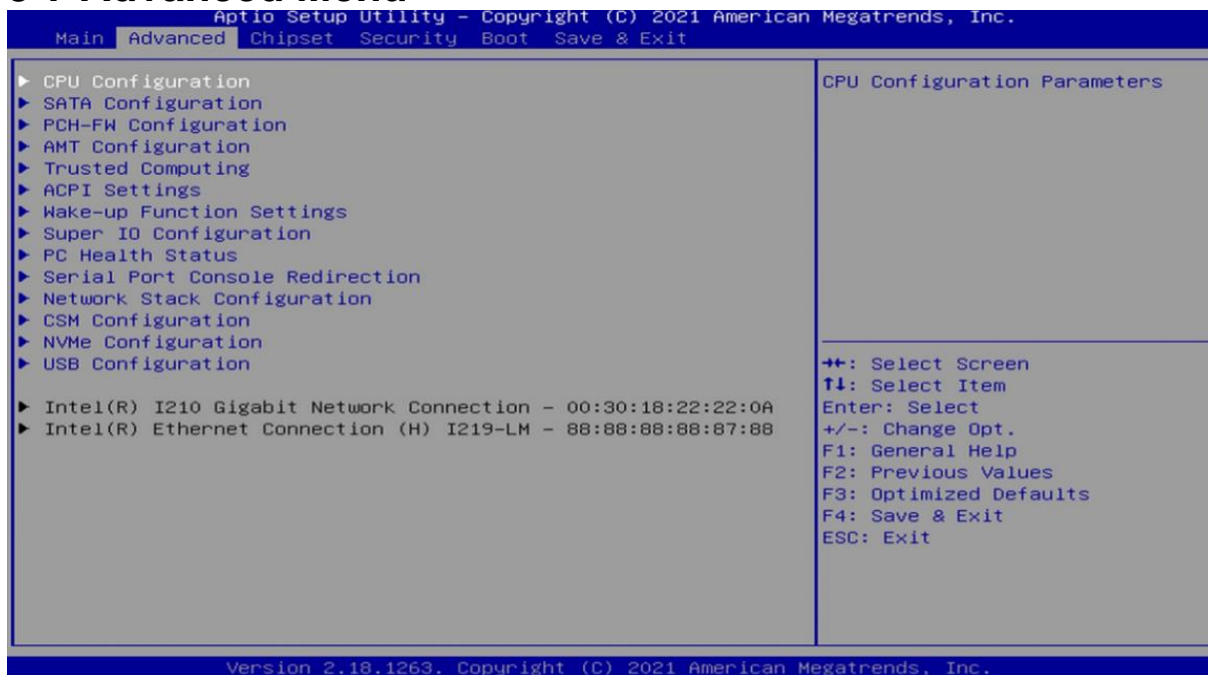 Advanced Menu
Aptio Setup Utility – Copyright (C) 2021 American Megatrends, Inc.
Main Advanced Chipset Security Boot Save & Exit
▶ CPU Configuration
▶ SATA Configuration
▶ PCH-FW Configuration
▶ AMT Configuration
▶ Trusted Computing
▶ ACPI Settings
▶ Wake-up Function Settings
▶ Super IO Configuration
▶ PC Health Status
▶ Serial Port Console Redirection
▶ Network Stack Configuration
▶ CSM Configuration
▶ NVMe Configuration
▶ USB Configuration
▶ Intel(R) I210 Gigabit Network Connection – 00:30:18:22:22:0A
▶ Intel(R) Ethernet Connection (H) I219-LM – 88:88:88:88:87:88
CPU Configuration Parameters
→←: Select Screen
↑↓: Select Item
Enter: Select
+/-: Change Opt.
F1: General Help
F2: Previous Values
F3: Optimized Defaults
F4: Save & Exit
ESC: Exit
Version 2.18.1263. Copyright (C) 2021 American Megatrends, Inc.